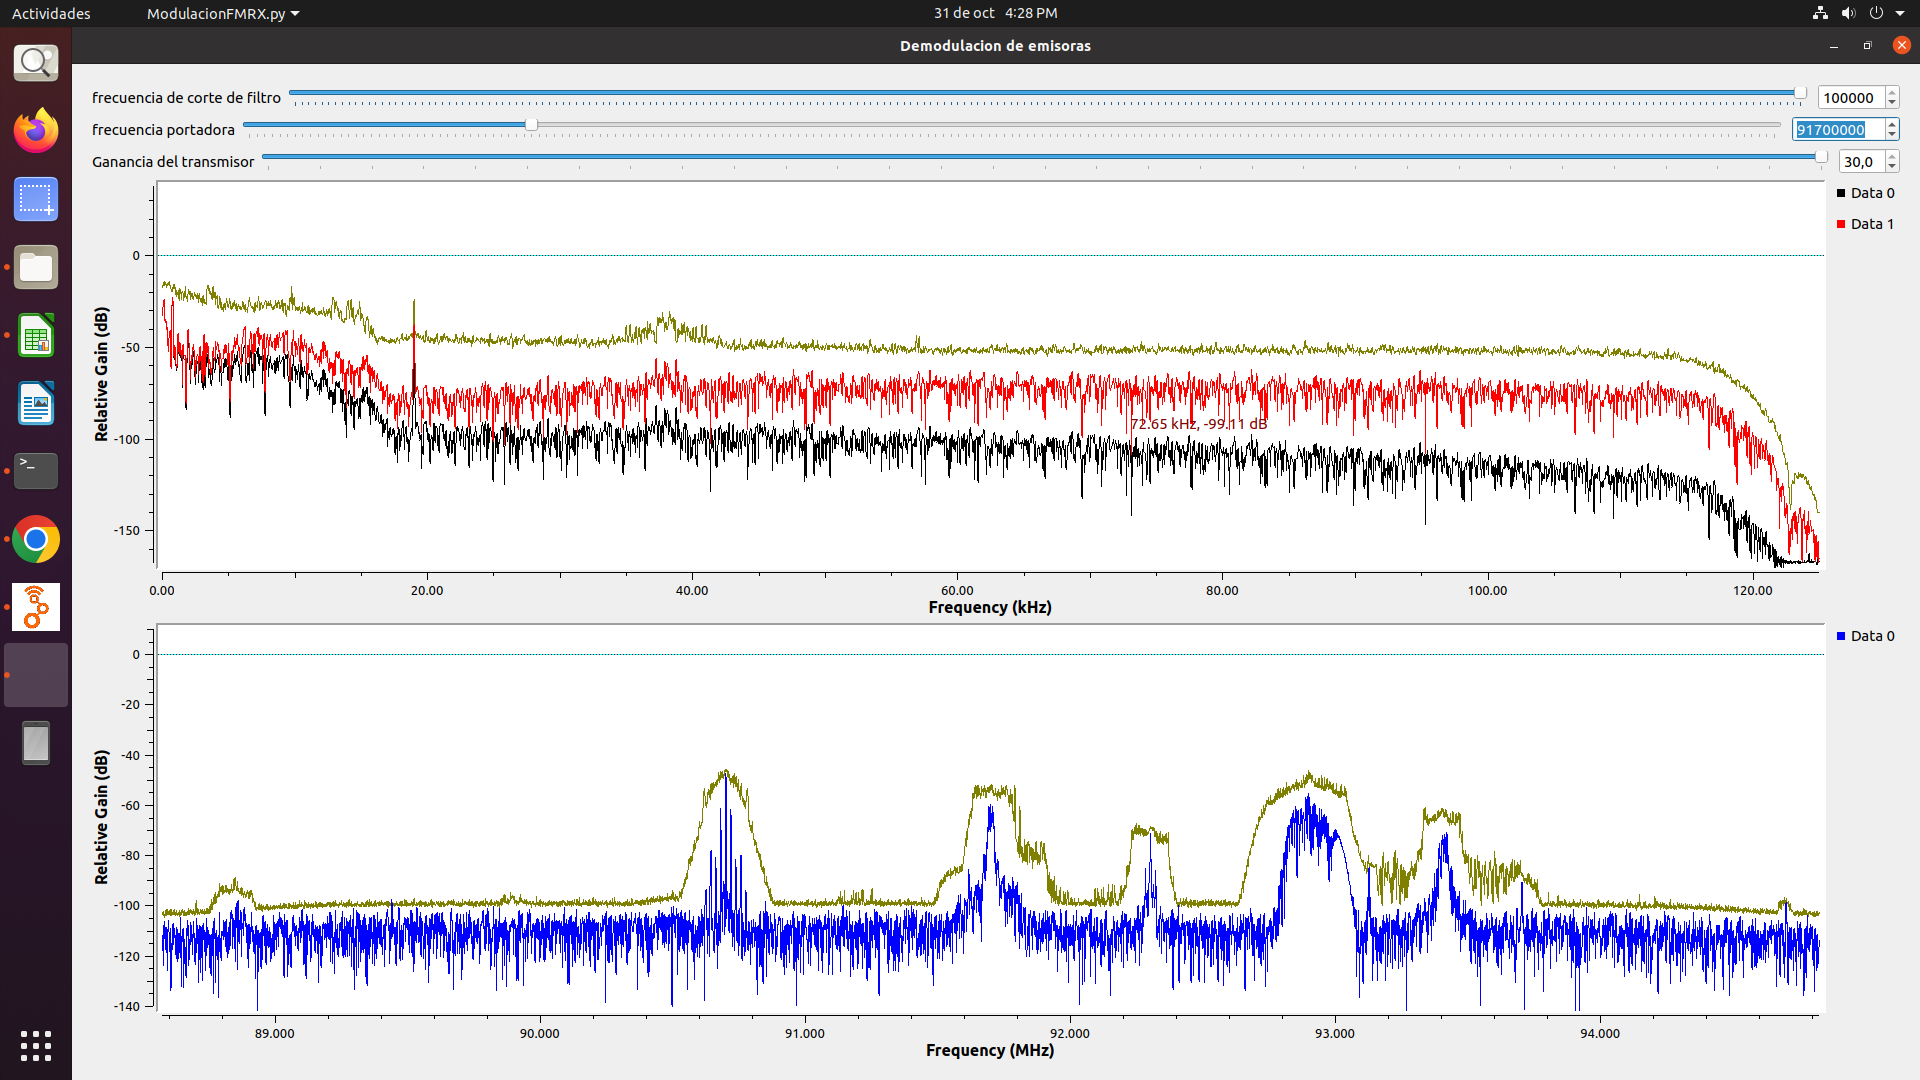 Actividades ModulacionFMRX.py 31 de oct 4:28 PM
Demodulacion de emisoras
frecuencia de corte de filtro 100000
frecuencia portadora 91700000
Ganancia del transmisor 30,0
Data 0
Data 1
0
-50
-100
-150
Relative Gain (dB)
72.65 kHz, -99.11 dB
0.00 20.00 40.00 60.00 80.00 100.00 120.00
Frequency (kHz)
Data 0
0
-20
-40
-60
-80
-100
-120
-140
Relative Gain (dB)
89.000 90.000 91.000 92.000 93.000 94.000
Frequency (MHz)